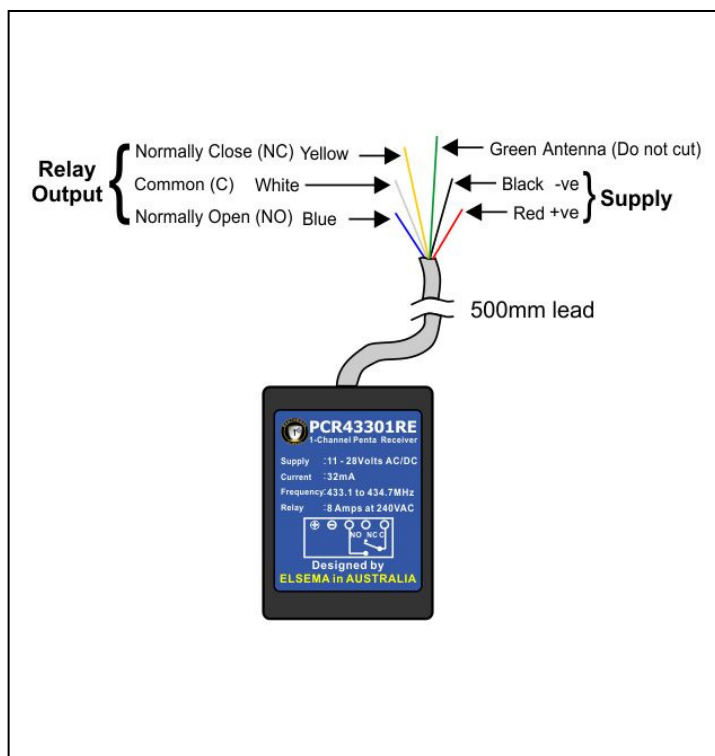 Relay Output
Normally Close (NC) Yellow
Common (C) White
Normally Open (NO) Blue
Green Antenna (Do not cut)
Black -ve
Red +ve
Supply
500mm lead
PCR43301RE
1-Channel Penta Receiver
Supply :11 - 28Volts AC/DC
Current :32mA
Frequency:433.1 to 434.7MHz
Relay :8 Amps at 240VAC
NO NC C
Designed by
ELSEMA in AUSTRALIA